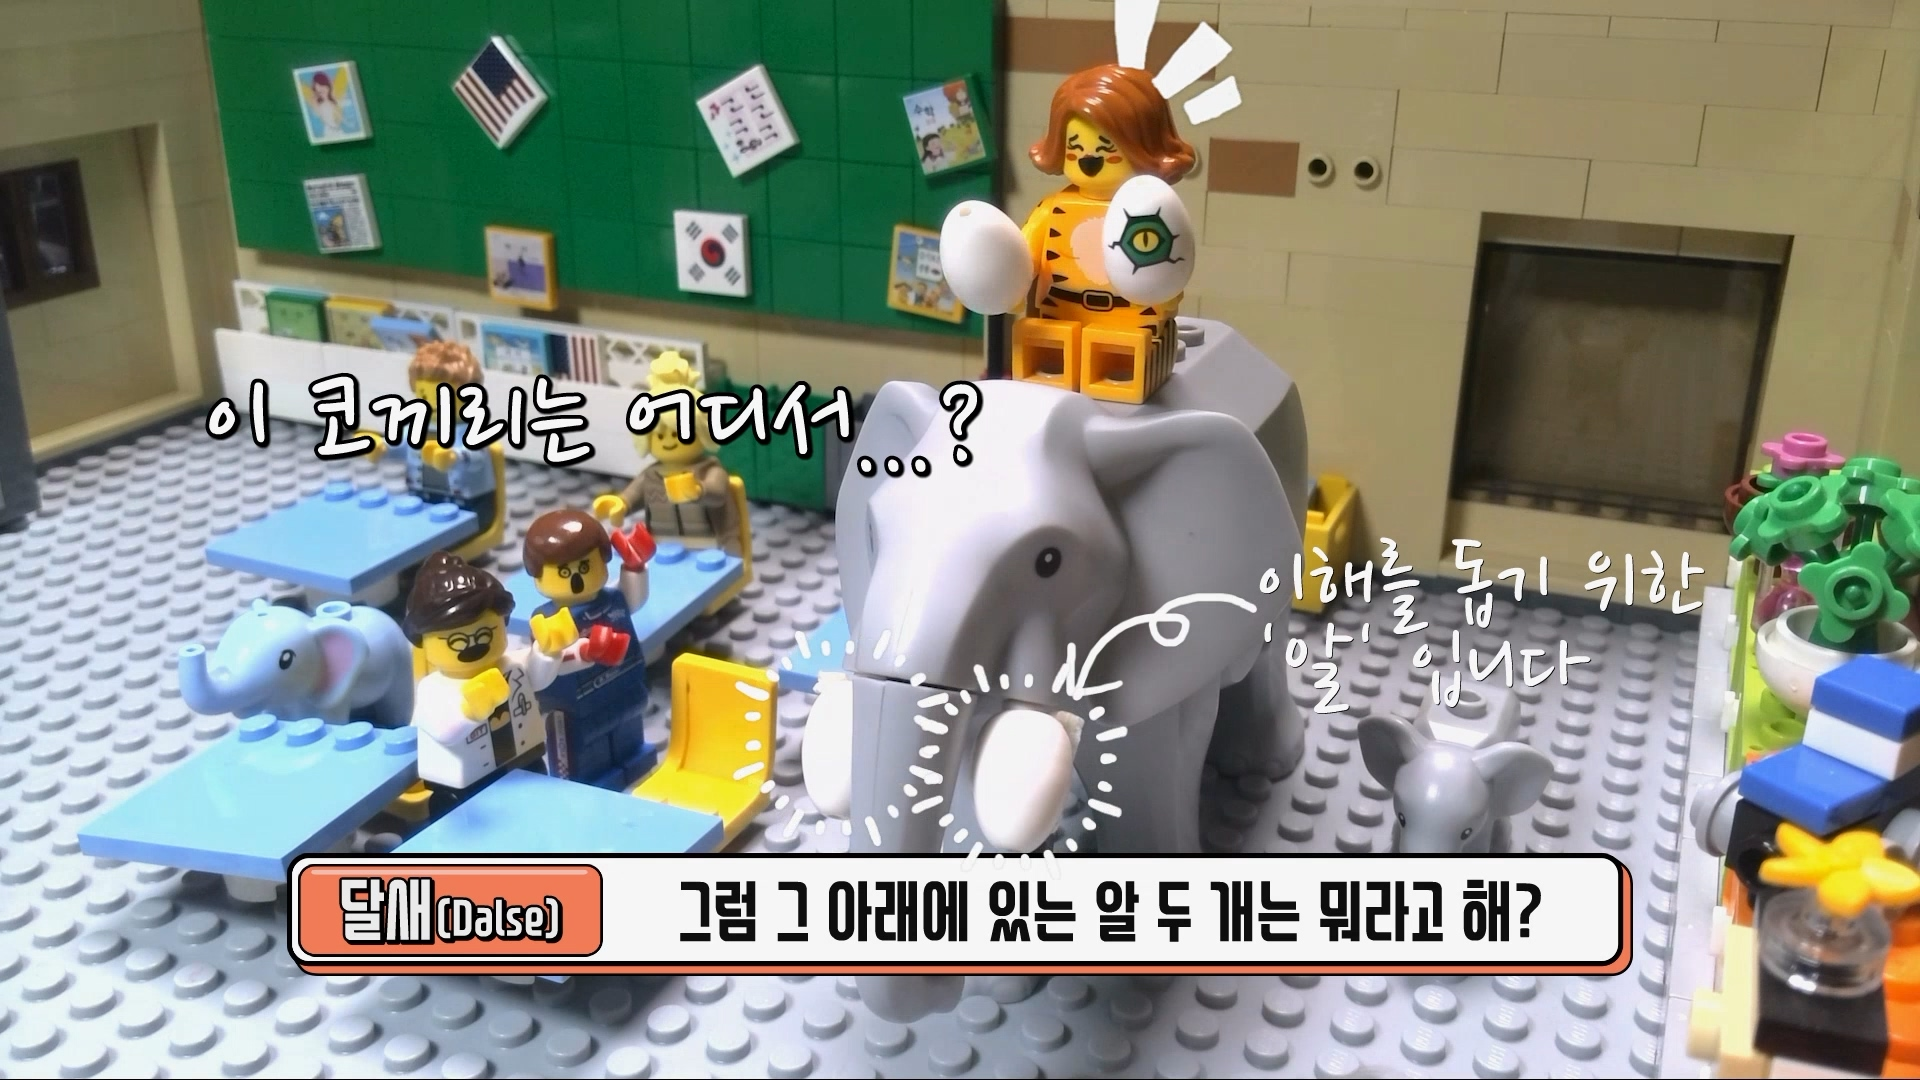 수학
이 코끼리는 어디서 ...?
이해를 돕기 위한
'알' 입니다
달새(Dalse) 그럼 그 아래에 있는 알 두 개는 뭐라고 해?